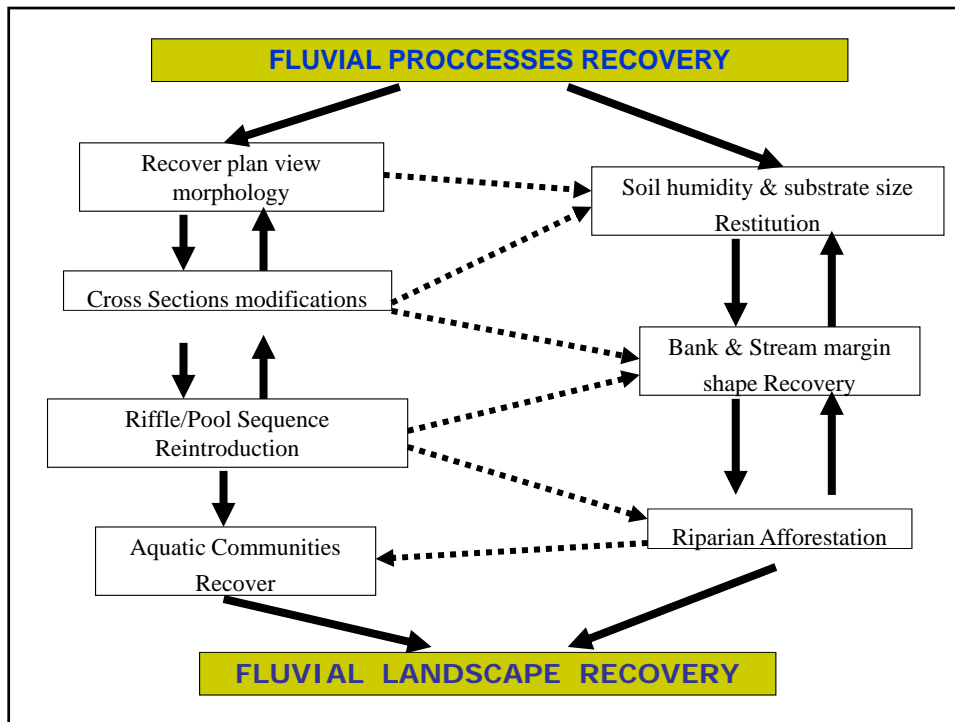 FLUVIAL PROCCESSES RECOVERY
Recover plan view
morphology
Soil humidity & substrate size
Restitution
Cross Sections modifications
Bank & Stream margin
shape Recovery
Riffle/Pool Sequence
Reintroduction
Riparian Afforestation
Aquatic Communities
Recover
FLUVIAL LANDSCAPE RECOVERY